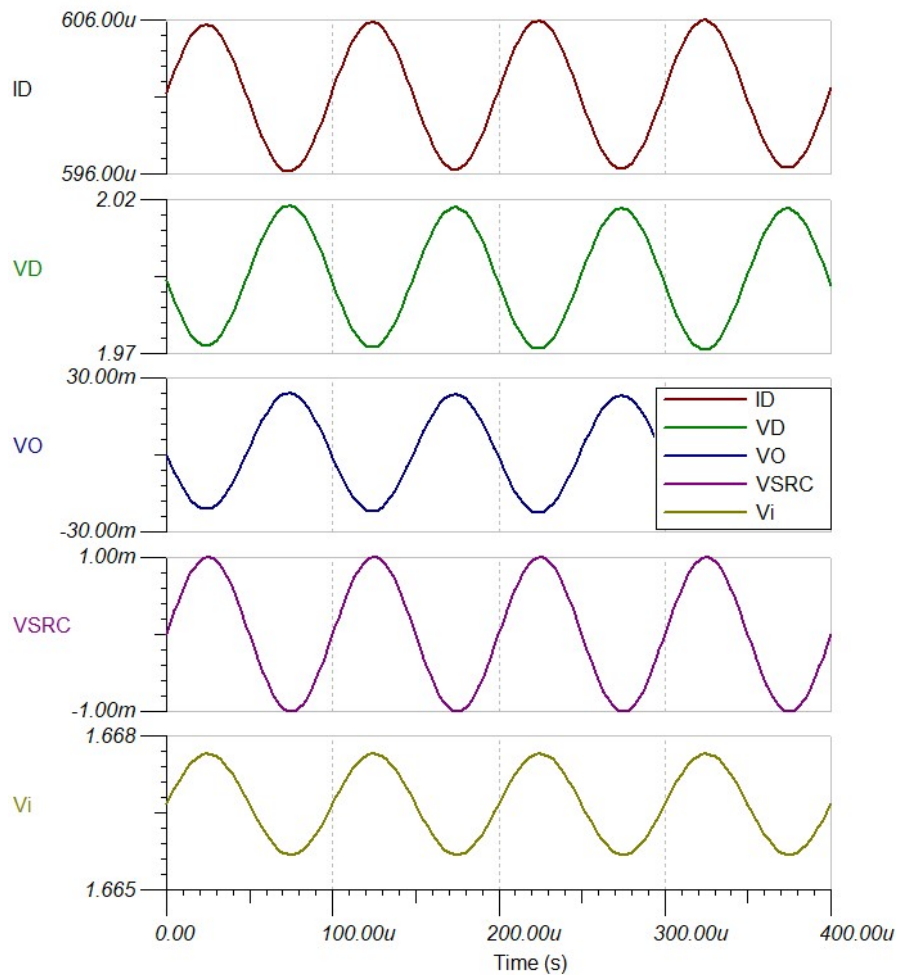 606.00u
ID
596.00u
2.02
VD
1.97
30.00m
VO
-30.00m
ID
VD
VO
VSRC
Vi
1.00m
VSRC
-1.00m
1.668
Vi
1.665
0.00 100.00u 200.00u 300.00u 400.00u
Time (s)